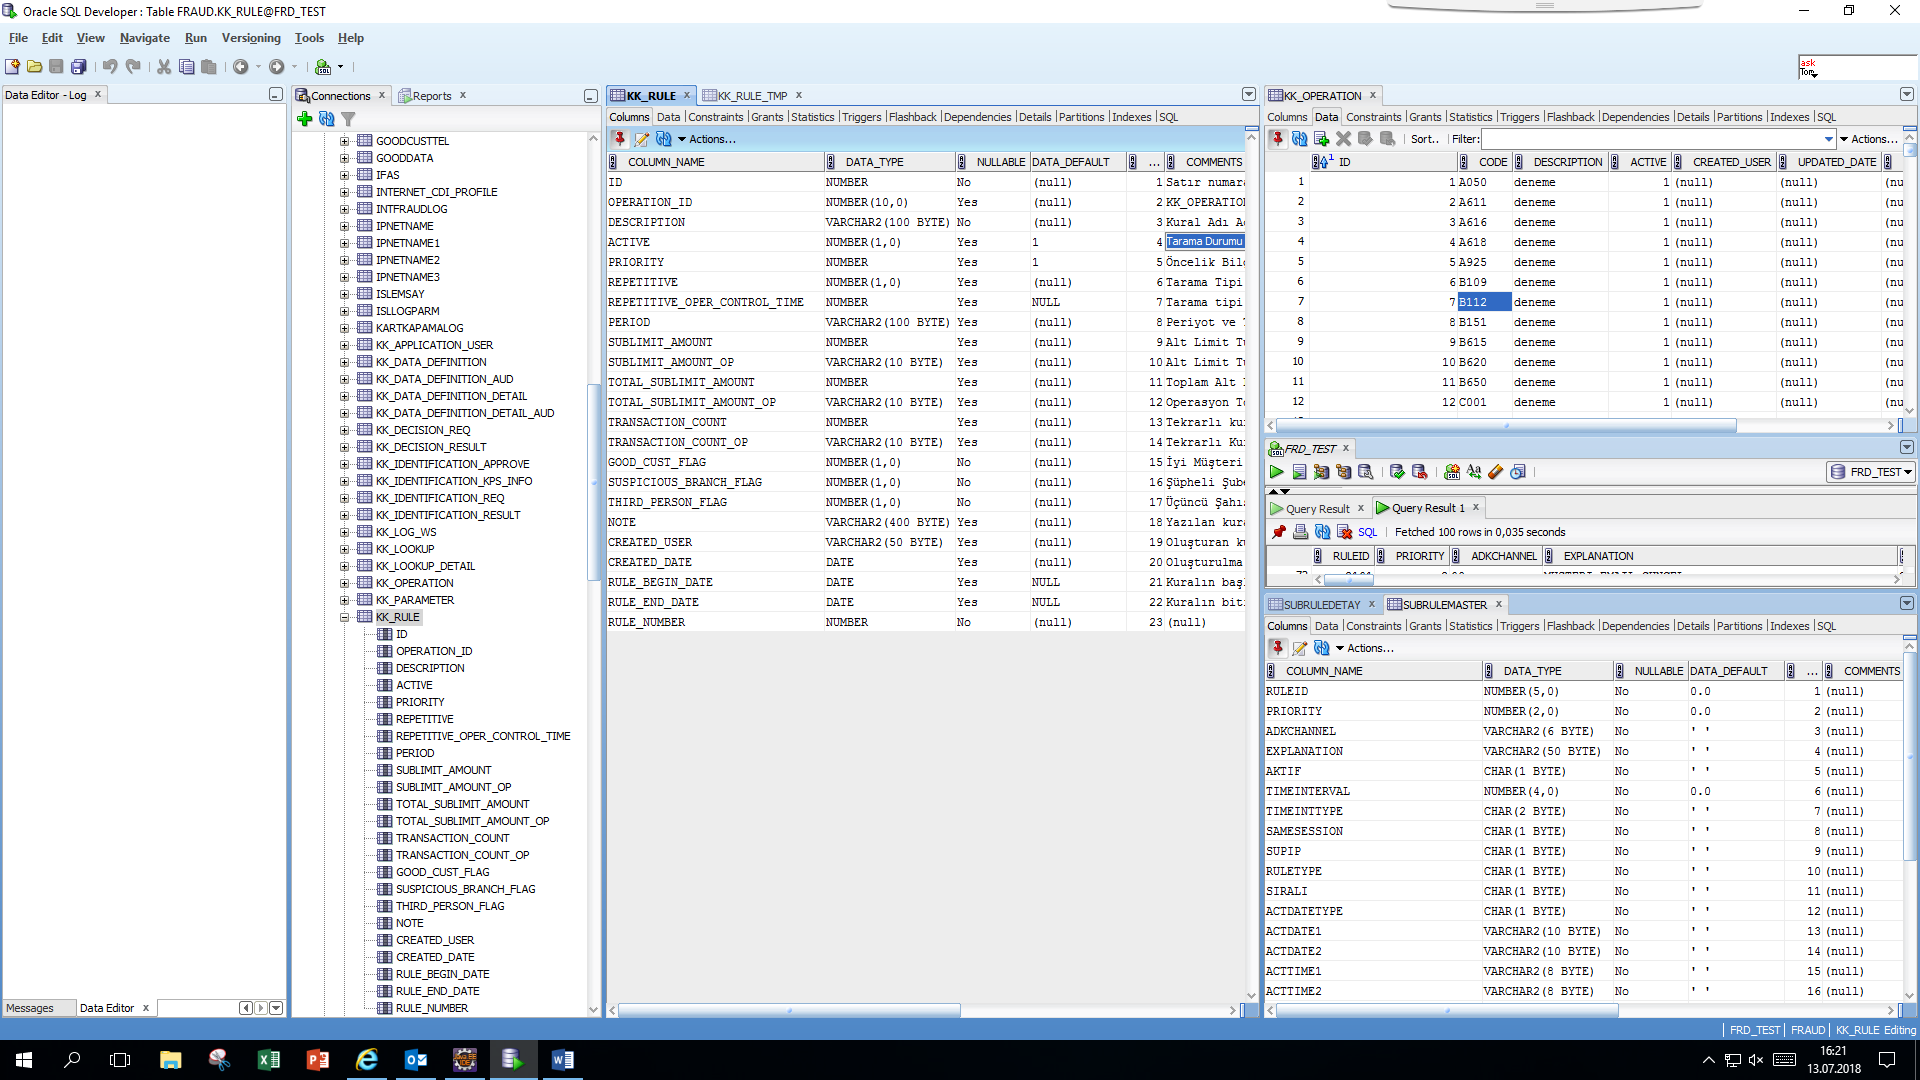 Oracle SQL Developer : Table FRAUD.KK_RULE@FRD_TEST
File Edit View Navigate Run Versioning Tools Help
ask
Tom
Data Editor - Log
Connections
Reports
GOODCUSTTEL
GOODDATA
IFAS
INTERNET_CDI_PROFILE
INTFRAUDLOG
IPNETNAME
IPNETNAME1
IPNETNAME2
IPNETNAME3
ISLEMSAY
ISLLOGPARM
KARTKAPAMALOG
KK_APPLICATION_USER
KK_DATA_DEFINITION
KK_DATA_DEFINITION_AUD
KK_DATA_DEFINITION_DETAIL
KK_DATA_DEFINITION_DETAIL_AUD
KK_DECISION_REQ
KK_DECISION_RESULT
KK_IDENTIFICATION_APPROVE
KK_IDENTIFICATION_KPS_INFO
KK_IDENTIFICATION_REQ
KK_IDENTIFICATION_RESULT
KK_LOG_WS
KK_LOOKUP
KK_LOOKUP_DETAIL
KK_OPERATION
KK_PARAMETER
KK_RULE
ID
OPERATION_ID
DESCRIPTION
ACTIVE
PRIORITY
REPETITIVE
REPETITIVE_OPER_CONTROL_TIME
PERIOD
SUBLIMIT_AMOUNT
SUBLIMIT_AMOUNT_OP
TOTAL_SUBLIMIT_AMOUNT
TOTAL_SUBLIMIT_AMOUNT_OP
TRANSACTION_COUNT
TRANSACTION_COUNT_OP
GOOD_CUST_FLAG
SUSPICIOUS_BRANCH_FLAG
THIRD_PERSON_FLAG
NOTE
CREATED_USER
CREATED_DATE
RULE_BEGIN_DATE
RULE_END_DATE
RULE_NUMBER
Messages Data Editor
KK_RULE KK_RULE_TMP
Columns Data Constraints Grants Statistics Triggers Flashback Dependencies Details Partitions Indexes SQL
Actions...
COLUMN_NAME DATA_TYPE NULLABLE DATA_DEFAULT ... COMMENTS
ID NUMBER No (null) 1 Satır numara
OPERATION_ID NUMBER(10,0) Yes (null) 2 KK_OPERATION
DESCRIPTION VARCHAR2(100 BYTE) No (null) 3 Kural Adı A
ACTIVE NUMBER(1,0) Yes 1 4 Tarama Durumu
PRIORITY NUMBER Yes 1 5 Öncelik Bil
REPETITIVE NUMBER(1,0) Yes (null) 6 Tarama Tipi
REPETITIVE_OPER_CONTROL_TIME NUMBER Yes NULL 7 Tarama tipi
PERIOD VARCHAR2(100 BYTE) Yes (null) 8 Periyot ve
SUBLIMIT_AMOUNT NUMBER Yes (null) 9 Alt Limit T
SUBLIMIT_AMOUNT_OP VARCHAR2(10 BYTE) Yes (null) 10 Alt Limit T
TOTAL_SUBLIMIT_AMOUNT NUMBER Yes (null) 11 Toplam Alt
TOTAL_SUBLIMIT_AMOUNT_OP VARCHAR2(10 BYTE) Yes (null) 12 Operasyon T
TRANSACTION_COUNT NUMBER Yes (null) 13 Tekrarlı ku
TRANSACTION_COUNT_OP VARCHAR2(10 BYTE) Yes (null) 14 Tekrarlı Ku
GOOD_CUST_FLAG NUMBER(1,0) No (null) 15 İyi Müşteri
SUSPICIOUS_BRANCH_FLAG NUMBER(1,0) No (null) 16 Şüpheli Şube
THIRD_PERSON_FLAG NUMBER(1,0) No (null) 17 Üçüncü Şahıs
NOTE VARCHAR2(400 BYTE) Yes (null) 18 Yazılan kura
CREATED_USER VARCHAR2(50 BYTE) Yes (null) 19 Oluşturan ku
CREATED_DATE DATE Yes (null) 20 Oluşturulma
RULE_BEGIN_DATE DATE Yes NULL 21 Kuralın başl
RULE_END_DATE DATE Yes NULL 22 Kuralın biti
RULE_NUMBER NUMBER No (null) 23 (null)
KK_OPERATION
Columns Data Constraints Grants Statistics Triggers Flashback Dependencies Details Partitions Indexes SQL
Sort.. Filter: Actions...
ID CODE DESCRIPTION ACTIVE CREATED_USER UPDATED_DATE
1 1 A050 deneme 1 (null) (null) (nu
2 2 A611 deneme 1 (null) (null) (nu
3 3 A616 deneme 1 (null) (null) (nu
4 4 A618 deneme 1 (null) (null) (nu
5 5 A925 deneme 1 (null) (null) (nu
6 6 B109 deneme 1 (null) (null) (nu
7 7 B112 deneme 1 (null) (null) (nu
8 8 B151 deneme 1 (null) (null) (nu
9 9 B615 deneme 1 (null) (null) (nu
10 10 B620 deneme 1 (null) (null) (nu
11 11 B650 deneme 1 (null) (null) (nu
12 12 C001 deneme 1 (null) (null) (nu
FRD_TEST
FRD_TEST
Query Result Query Result 1
SQL Fetched 100 rows in 0,035 seconds
RULEID PRIORITY ADKCHANNEL EXPLANATION
SUBRULEDETAY SUBRULEMASTER
Columns Data Constraints Grants Statistics Triggers Flashback Dependencies Details Partitions Indexes SQL
Actions...
COLUMN_NAME DATA_TYPE NULLABLE DATA_DEFAULT ... COMMENTS
RULEID NUMBER(5,0) No 0.0 1 (null)
PRIORITY NUMBER(2,0) No 0.0 2 (null)
ADKCHANNEL VARCHAR2(6 BYTE) No ' ' 3 (null)
EXPLANATION VARCHAR2(50 BYTE) No ' ' 4 (null)
AKTIF CHAR(1 BYTE) No ' ' 5 (null)
TIMEINTERVAL NUMBER(4,0) No 0.0 6 (null)
TIMEINTTYPE CHAR(2 BYTE) No ' ' 7 (null)
SAMESESSION CHAR(1 BYTE) No ' ' 8 (null)
SUPIP CHAR(1 BYTE) No ' ' 9 (null)
RULETYPE CHAR(1 BYTE) No ' ' 10 (null)
SIRALI CHAR(1 BYTE) No ' ' 11 (null)
ACTDATETYPE CHAR(1 BYTE) No ' ' 12 (null)
ACTDATE1 VARCHAR2(10 BYTE) No ' ' 13 (null)
ACTDATE2 VARCHAR2(10 BYTE) No ' ' 14 (null)
ACTTIME1 VARCHAR2(8 BYTE) No ' ' 15 (null)
ACTTIME2 VARCHAR2(8 BYTE) No ' ' 16 (null)
FRD_TEST FRAUD KK_RULE Editing
16:21
13.07.2018